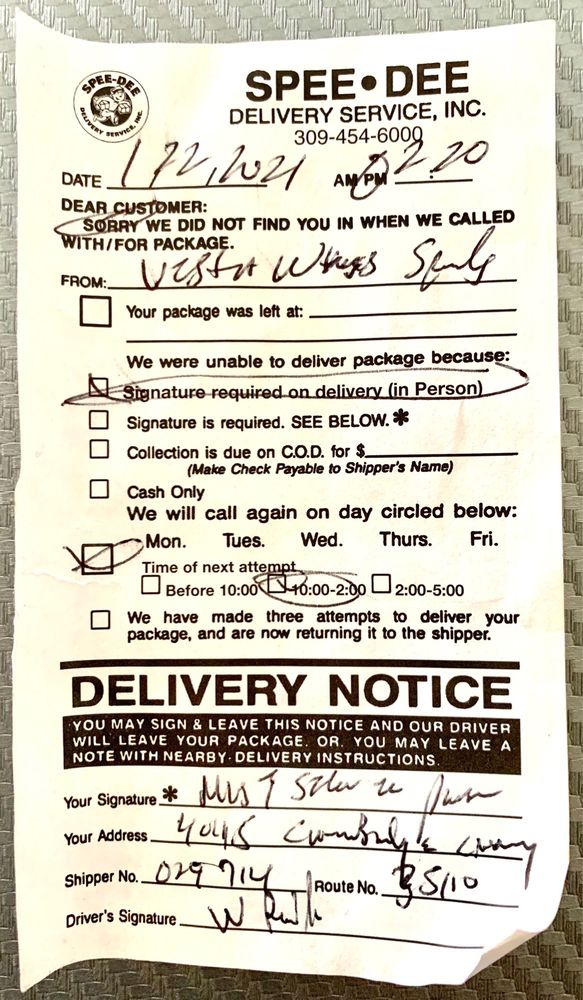 SPEE-DEE
DELIVERY SERVICE, INC.
SPEE•DEE
DELIVERY SERVICE, INC.
309-454-6000
DATE 1/22, 2021 AM PM 2:20
DEAR CUSTOMER:
SORRY WE DID NOT FIND YOU IN WHEN WE CALLED
WITH/FOR PACKAGE.
FROM:
Your package was left at:
We were unable to deliver package because:
Signature required on delivery (in Person)
Signature is required. SEE BELOW.*
Collection is due on C.O.D. for $
(Make Check Payable to Shipper's Name)
Cash Only
We will call again on day circled below:
Mon. Tues. Wed. Thurs. Fri.
Time of next attempt
Before 10:00 10:00-2:00 2:00-5:00
We have made three attempts to deliver your
package, and are now returning it to the shipper.
DELIVERY NOTICE
YOU MAY SIGN & LEAVE THIS NOTICE AND OUR DRIVER
WILL LEAVE YOUR PACKAGE. OR, YOU MAY LEAVE A
NOTE WITH NEARBY DELIVERY INSTRUCTIONS.
Your Signature * Must
Your Address
Shipper No. 029714 Route No.
Driver's Signature W